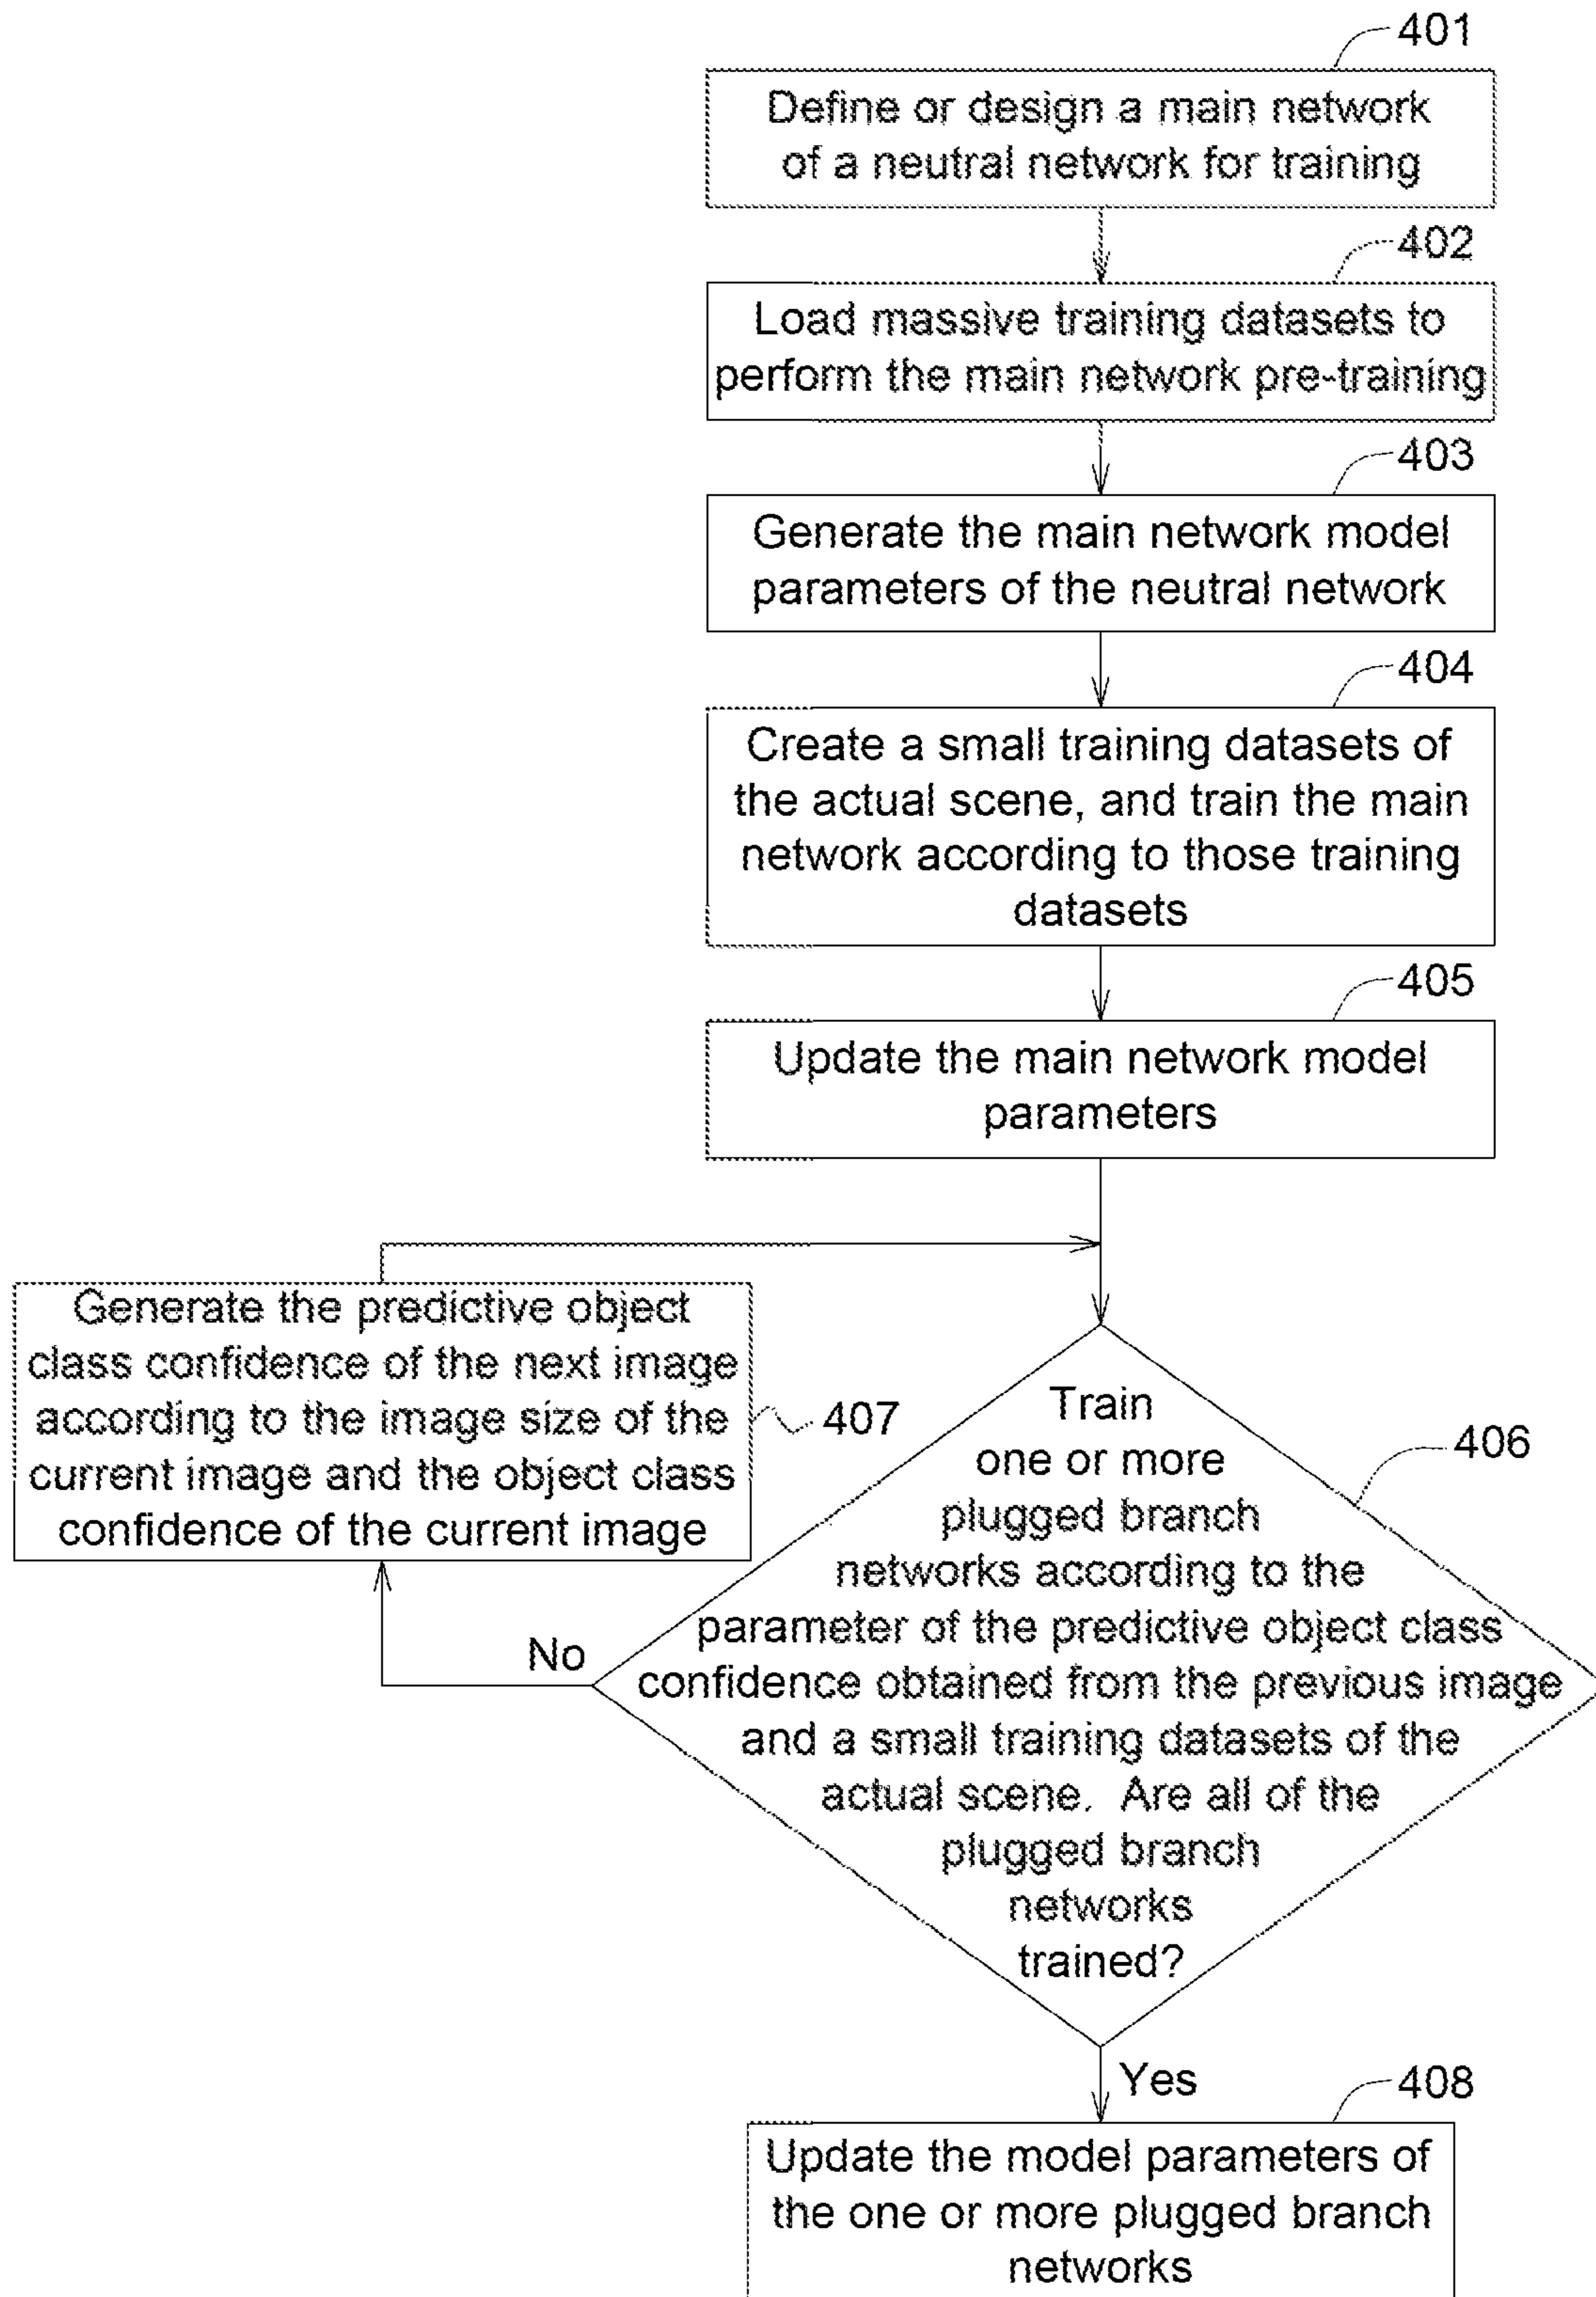 401
Define or design a main network
of a neutral network for training
402
Load massive training datasets to
perform the main network pre-training
403
Generate the main network model
parameters of the neutral network
404
Create a small training datasets of
the actual scene, and train the main
network according to those training
datasets
405
Update the main network model
parameters
Generate the predictive object
class confidence of the next image
according to the image size of the
current image and the object class
confidence of the current image
407
Train
one or more
plugged branch
networks according to the
parameter of the predictive object class
confidence obtained from the previous image
and a small training datasets of the
actual scene. Are all of the
plugged branch
networks
trained?
406
No
Yes
408
Update the model parameters of
the one or more plugged branch
networks